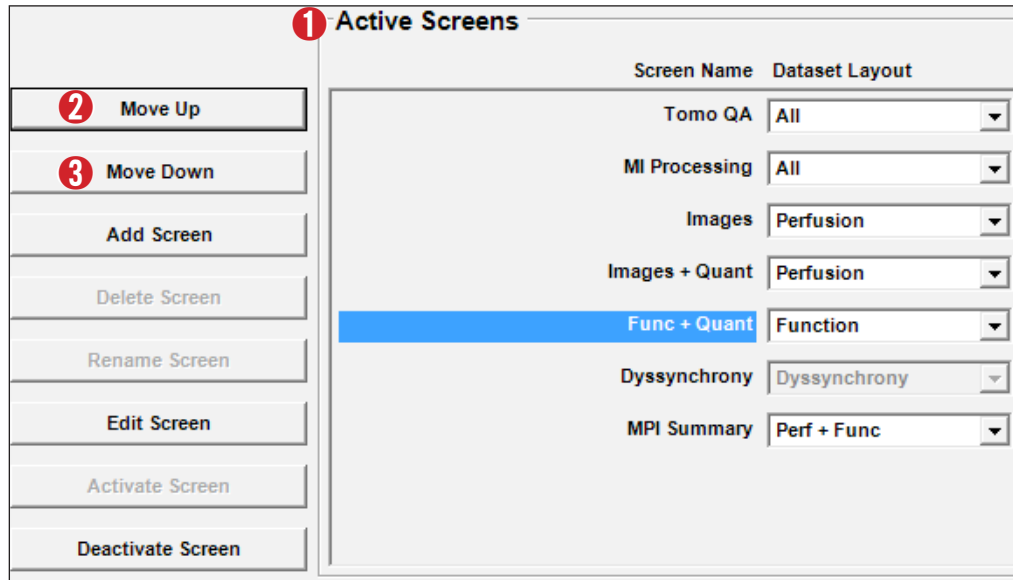 1 Active Screens
Screen Name Dataset Layout
2 Move Up
3 Move Down
Add Screen
Delete Screen
Rename Screen
Edit Screen
Activate Screen
Deactivate Screen
Tomo QA All
MI Processing All
Images Perfusion
Images + Quant Perfusion
Func + Quant Function
Dyssynchrony Dyssynchrony
MPI Summary Perf + Func